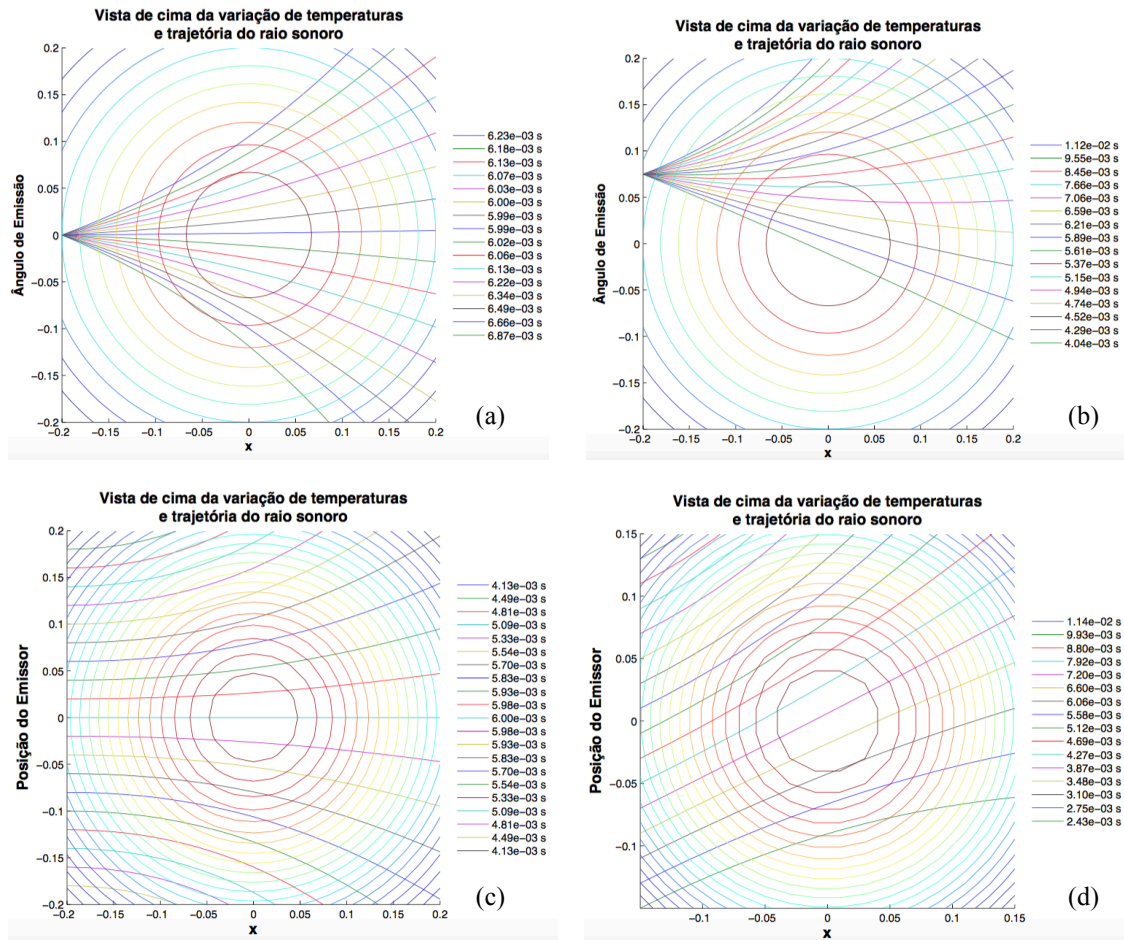 Vista de cima da variação de temperaturas
e trajetória do raio sonoro
Ângulo de Emissão
0.2
0.15
0.1
0.05
0
−0.05
−0.1
−0.15
−0.2
−0.2 −0.15 −0.1 −0.05 0 0.05 0.1 0.15 0.2
x
6.23e−03 s
6.18e−03 s
6.13e−03 s
6.07e−03 s
6.03e−03 s
6.00e−03 s
5.99e−03 s
5.99e−03 s
6.02e−03 s
6.06e−03 s
6.13e−03 s
6.22e−03 s
6.34e−03 s
6.49e−03 s
6.66e−03 s
6.87e−03 s
(a)
Vista de cima da variação de temperaturas
e trajetória do raio sonoro
Ângulo de Emissão
0.2
0.15
0.1
0.05
0
−0.05
−0.1
−0.15
−0.2
−0.2 −0.15 −0.1 −0.05 0 0.05 0.1 0.15 0.2
x
1.12e−02 s
9.55e−03 s
8.45e−03 s
7.66e−03 s
7.06e−03 s
6.59e−03 s
6.21e−03 s
5.89e−03 s
5.61e−03 s
5.37e−03 s
5.15e−03 s
4.94e−03 s
4.74e−03 s
4.52e−03 s
4.29e−03 s
4.04e−03 s
(b)
Vista de cima da variação de temperaturas
e trajetória do raio sonoro
Posição do Emissor
0.2
0.15
0.1
0.05
0
−0.05
−0.1
−0.15
−0.2
−0.2 −0.15 −0.1 −0.05 0 0.05 0.1 0.15 0.2
x
4.13e−03 s
4.49e−03 s
4.81e−03 s
5.09e−03 s
5.33e−03 s
5.54e−03 s
5.70e−03 s
5.83e−03 s
5.93e−03 s
5.98e−03 s
6.00e−03 s
5.98e−03 s
5.93e−03 s
5.83e−03 s
5.70e−03 s
5.54e−03 s
5.33e−03 s
5.09e−03 s
4.81e−03 s
4.49e−03 s
4.13e−03 s
(c)
Vista de cima da variação de temperaturas
e trajetória do raio sonoro
Posição do Emissor
0.15
0.1
0.05
0
−0.05
−0.1
−0.1 −0.05 0 0.05 0.1 0.15
x
1.14e−02 s
9.93e−03 s
8.80e−03 s
7.92e−03 s
7.20e−03 s
6.60e−03 s
6.06e−03 s
5.58e−03 s
5.12e−03 s
4.69e−03 s
4.27e−03 s
3.87e−03 s
3.48e−03 s
3.10e−03 s
2.75e−03 s
2.43e−03 s
(d)